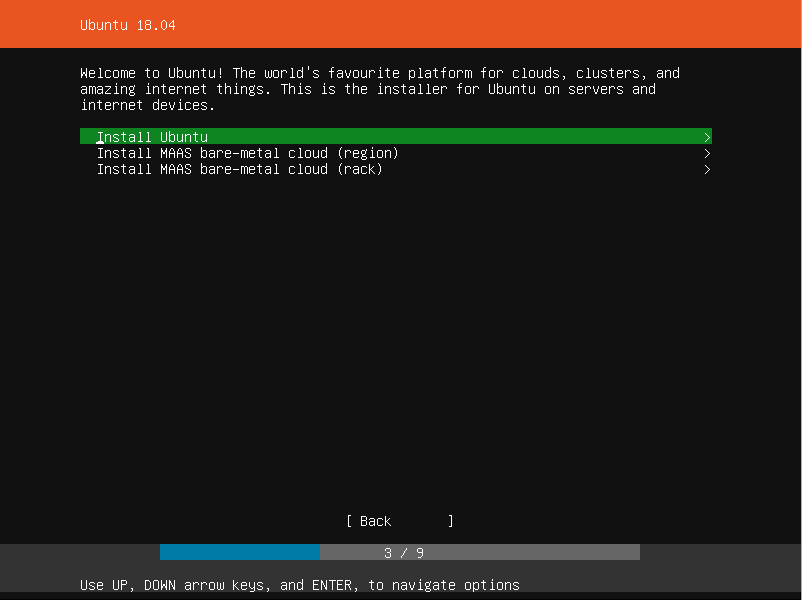 Ubuntu 18.04
Welcome to Ubuntu! The world's favourite platform for clouds, clusters, and
amazing internet things. This is the installer for Ubuntu on servers and
internet devices.
Install Ubuntu >
Install MAAS bare-metal cloud (region) >
Install MAAS bare-metal cloud (rack) >
[ Back ]
3 / 9
Use UP, DOWN arrow keys, and ENTER, to navigate options